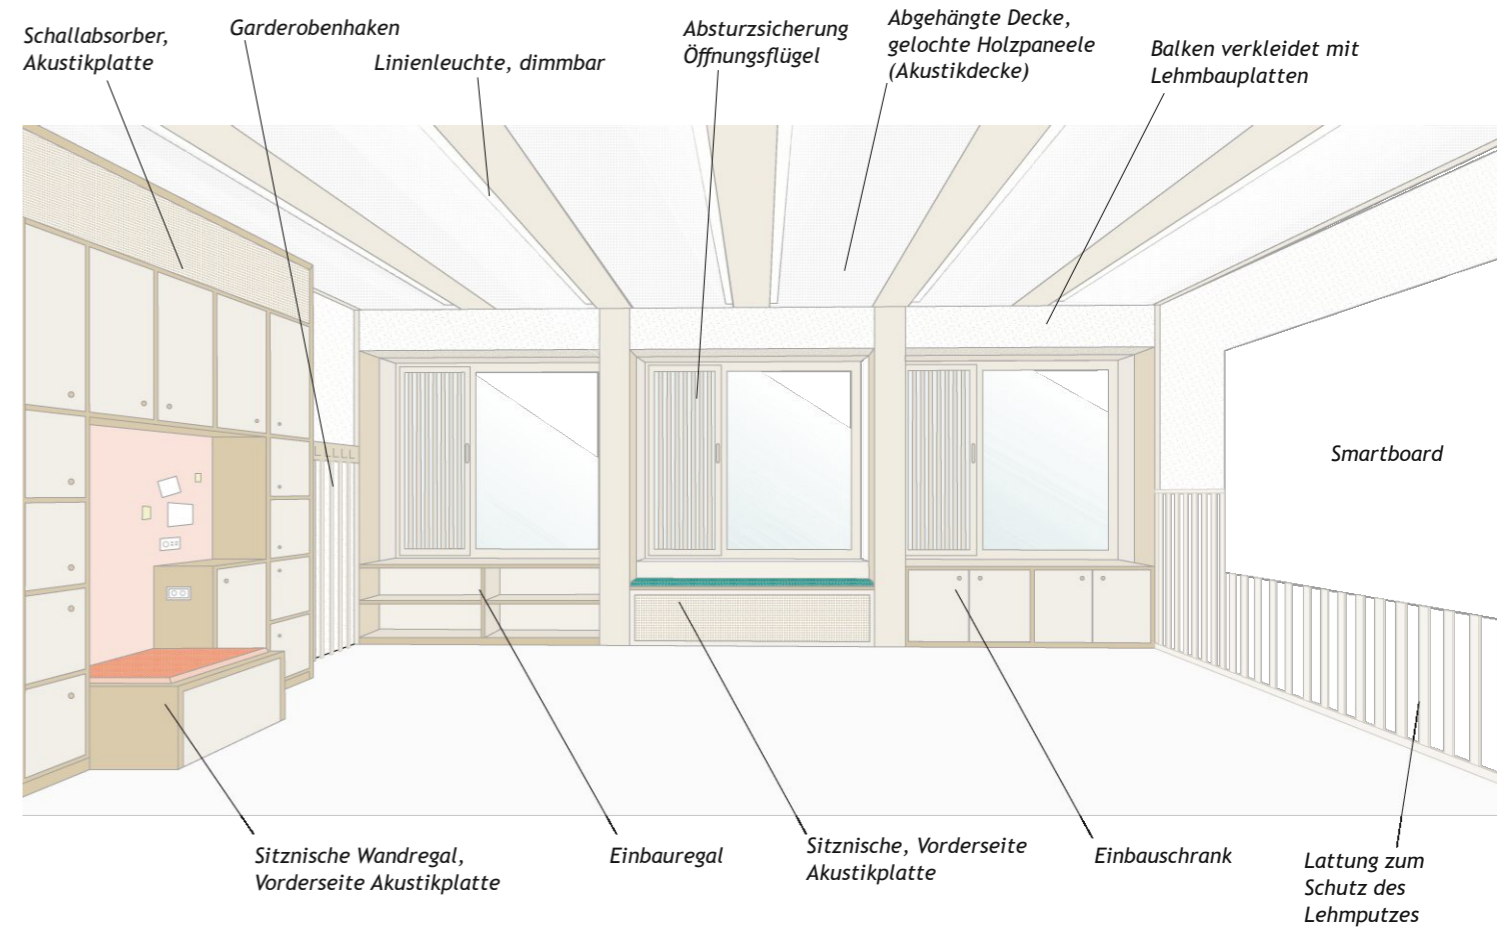 Schallabsorber,
Akustikplatte
Garderobenhaken
Linienleuchte, dimmbar
Absturzsicherung
Öffnungsflügel
Abgehängte Decke,
gelochte Holzpaneele
(Akustikdecke)
Balken verkleidet mit
Lehmbauplatten
Smartboard
Sitznische Wandregal,
Vorderseite Akustikplatte
Einbauregal
Sitznische, Vorderseite
Akustikplatte
Einbauschrank
Lattung zum
Schutz des
Lehmputzes